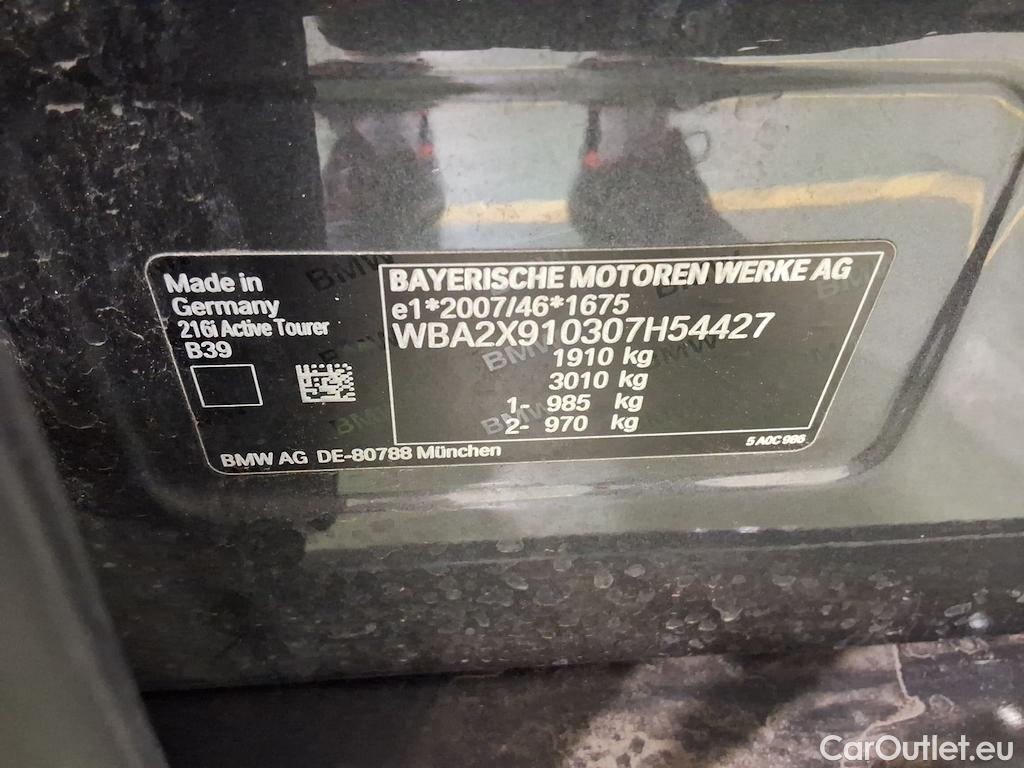 Made in
Germany
216i Active Tourer
B39
BAYERISCHE MOTOREN WERKE AG
e1*2007/46*1675
WBA2X910307H54427
1910 kg
3010 kg
1- 985 kg
2- 970 kg
BMW AG DE-80788 München
5 A0C 986
CarOutlet.eu